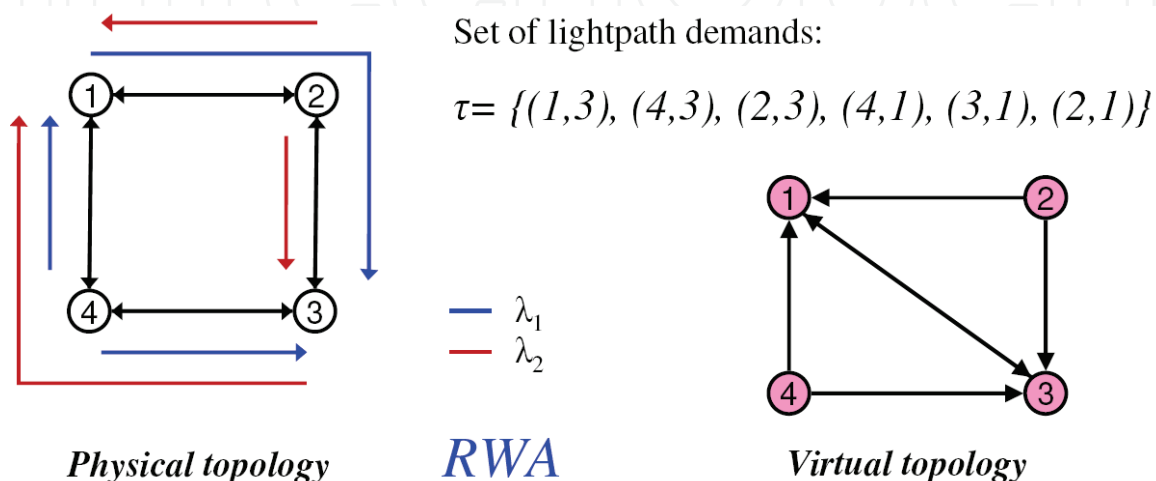 Set of lightpath demands:
τ= {(1,3), (4,3), (2,3), (4,1), (3,1), (2,1)}
1
2
4
3
λ1
λ2
1
2
4
3
Physical topology
RWA
Virtual topology